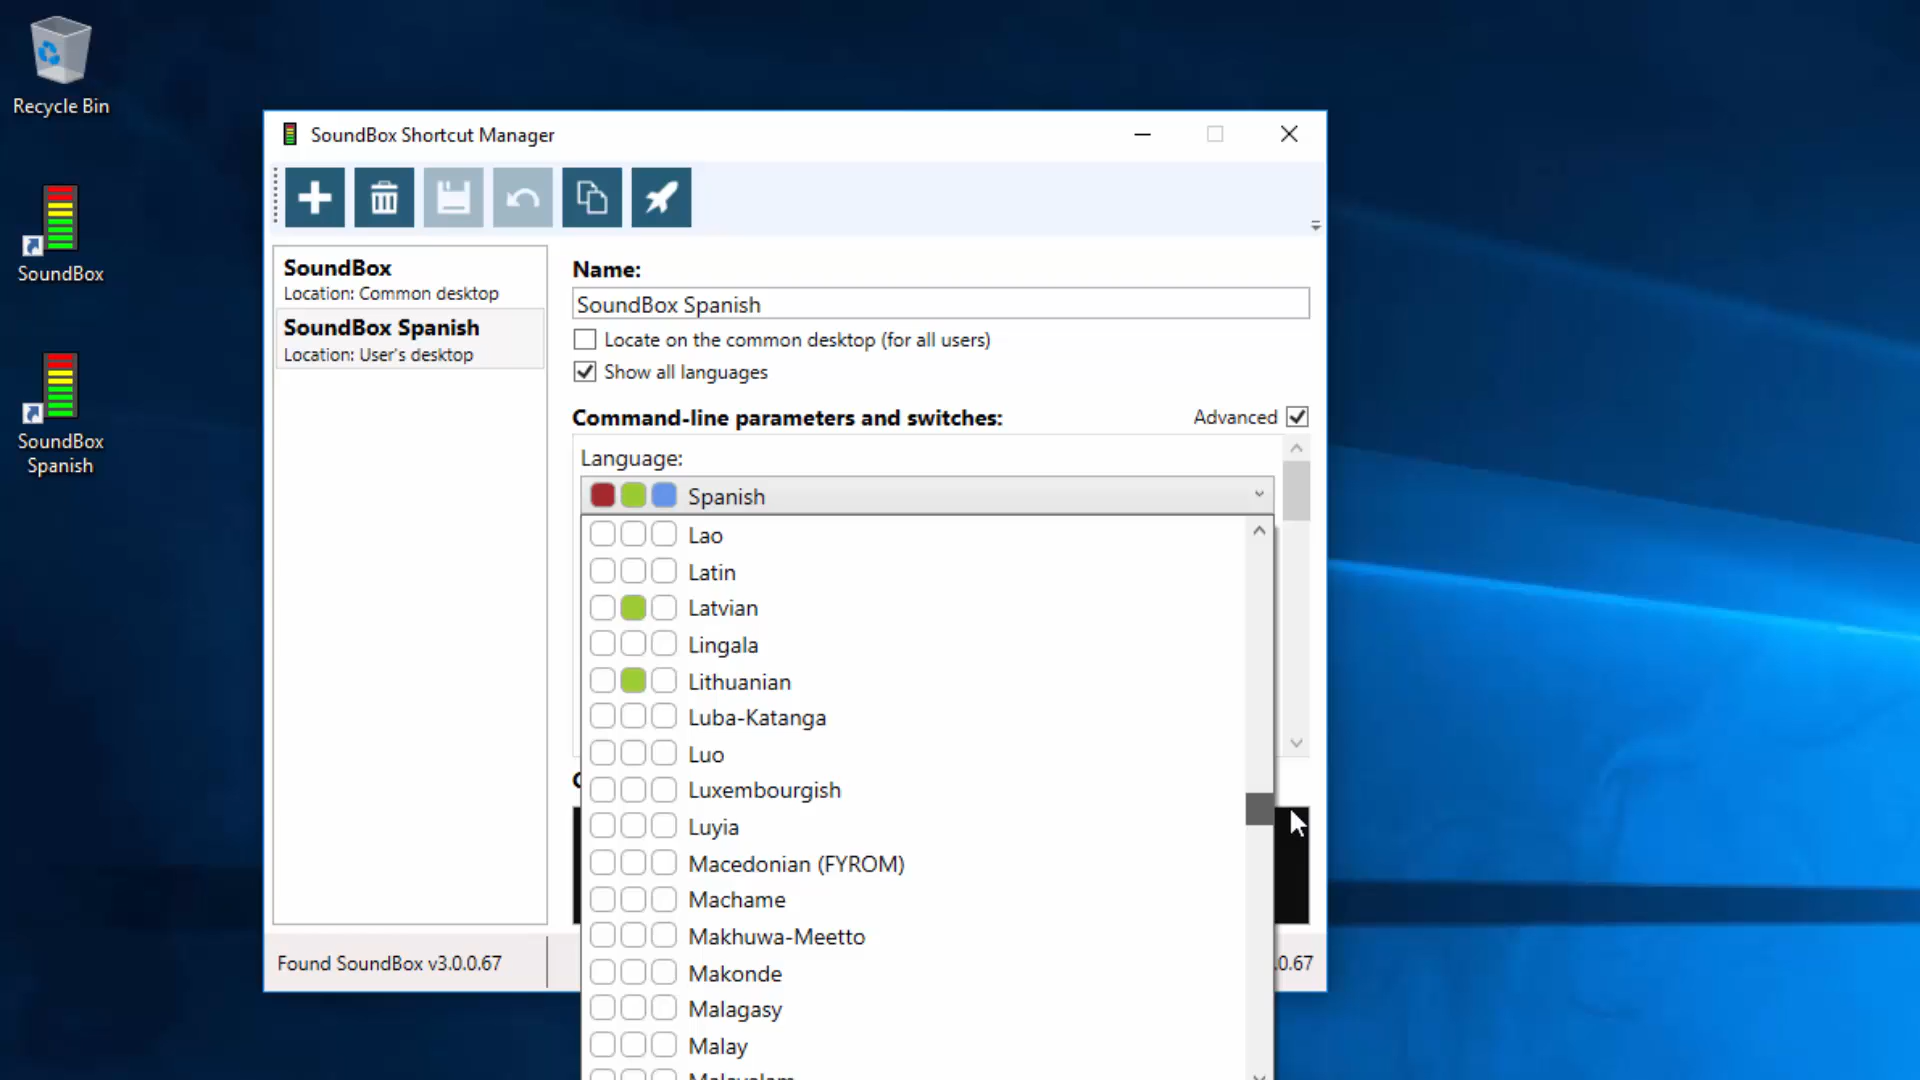 Recycle Bin
SoundBox
SoundBox
Spanish
SoundBox Shortcut Manager
SoundBox
Location: Common desktop
SoundBox Spanish
Location: User's desktop
Name:
SoundBox Spanish
Locate on the common desktop (for all users)
Show all languages
Command-line parameters and switches:
Advanced
Language:
Spanish
Lao
Latin
Latvian
Lingala
Lithuanian
Luba-Katanga
Luo
Luxembourgish
Luyia
Macedonian (FYROM)
Machame
Makhuwa-Meetto
Makonde
Malagasy
Malay
Found SoundBox v3.0.0.67
.0.67